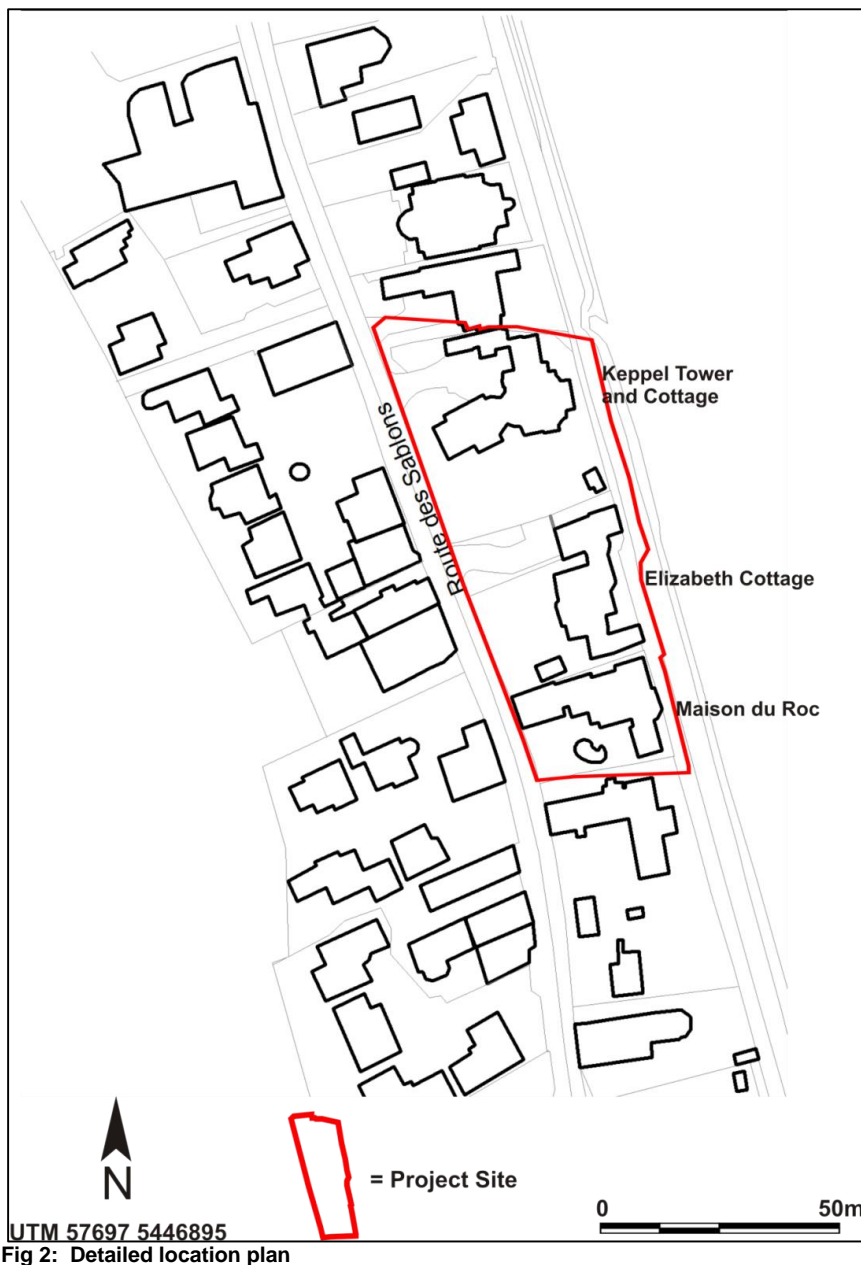 Keppel Tower
and Cottage
Route des Sablons
Elizabeth Cottage
Maison du Roc
N
= Project Site
0 50m
UTM 57697 5446895
Fig 2: Detailed location plan